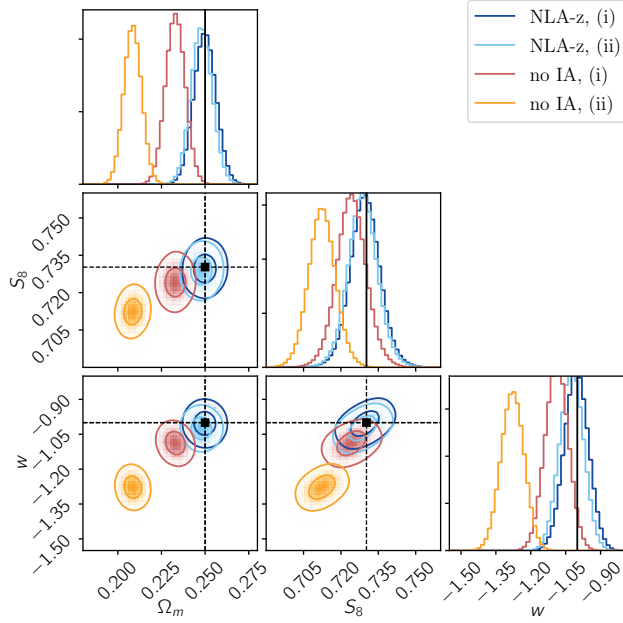 NLA-z, (i)
NLA-z, (ii)
no IA, (i)
no IA, (ii)
S₈
0.750
0.735
0.720
0.705
w
−0.90
−1.05
−1.20
−1.35
−1.50
0.200
0.225
0.250
0.275
Ωₘ
0.705
0.720
0.735
0.750
S₈
−1.50
−1.35
−1.20
−1.05
−0.90
w